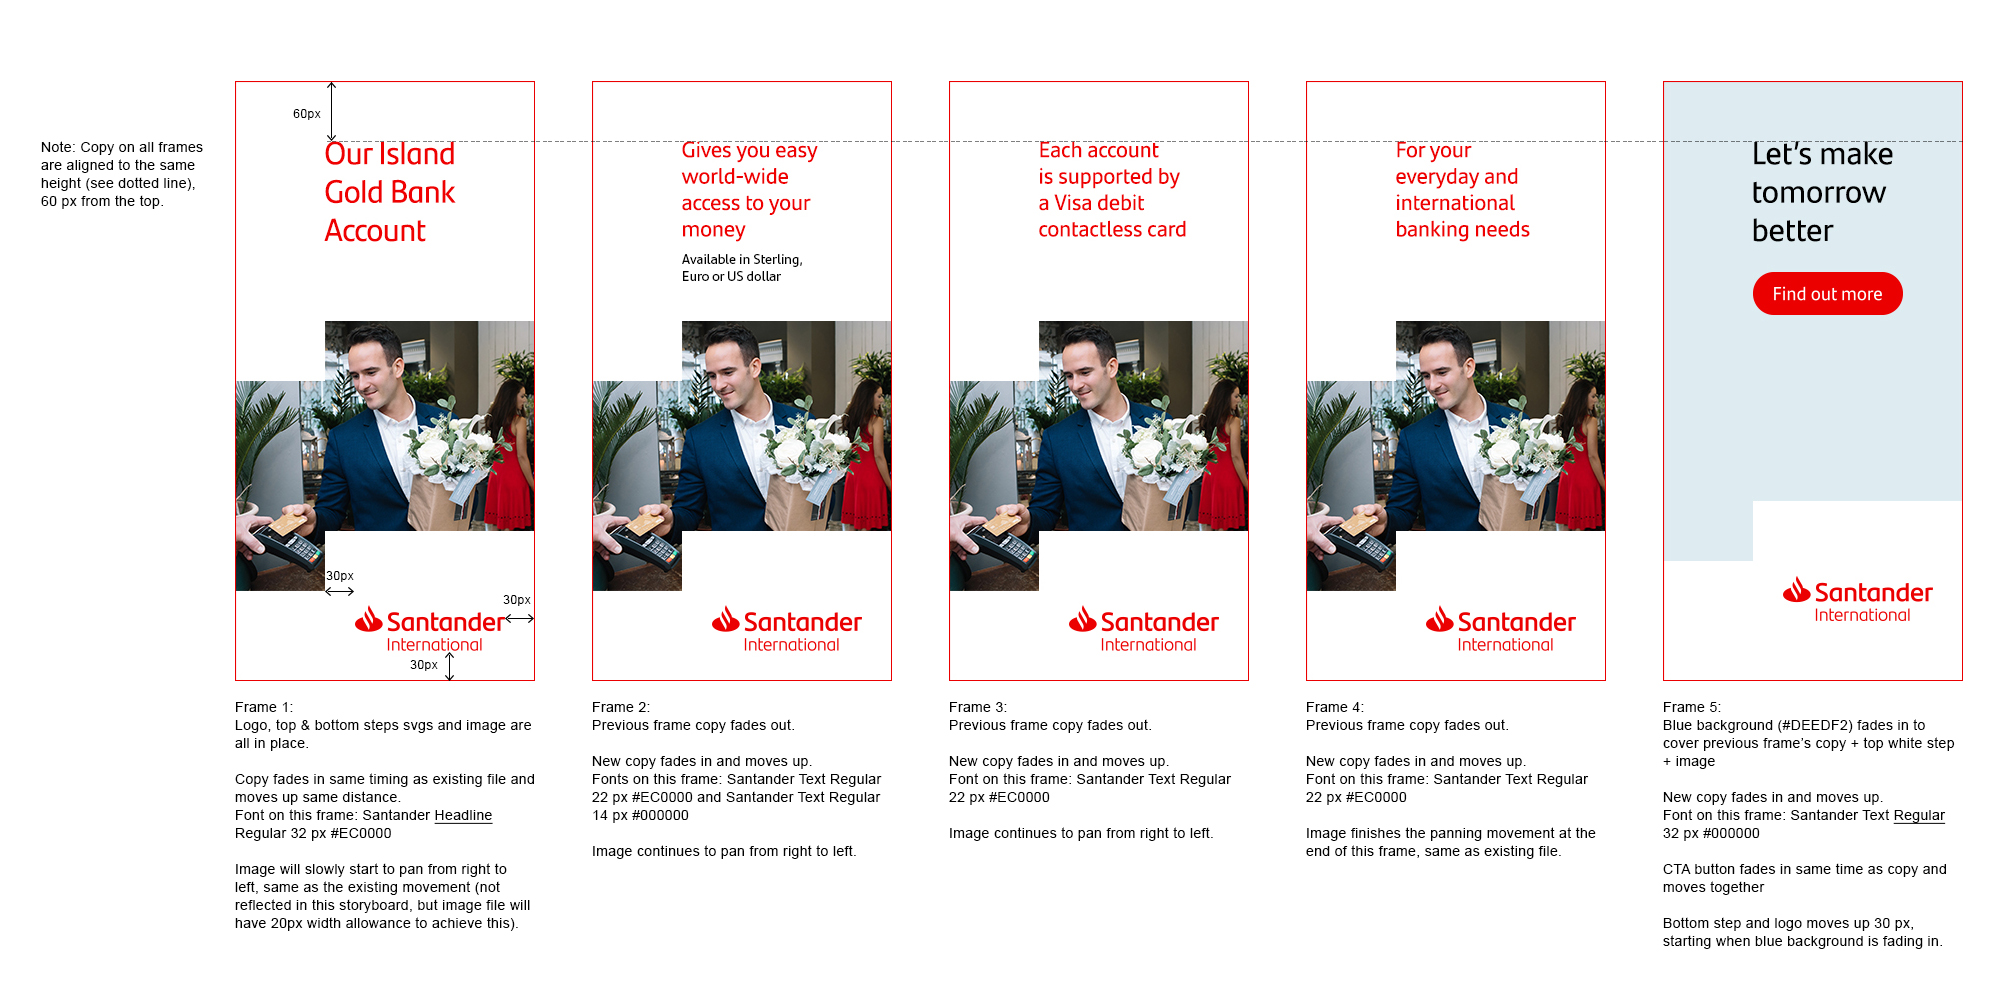 60px
Note: Copy on all frames
are aligned to the same
height (see dotted line),
60 px from the top.
Our Island
Gold Bank
Account
30px
30px
Santander
International
30px
Gives you easy
world-wide
access to your
money
Available in Sterling,
Euro or US dollar
Santander
International
Each account
is supported by
a Visa debit
contactless card
Santander
International
For your
everyday and
international
banking needs
Santander
International
Let's make
tomorrow
better
Find out more
Santander
International
Frame 1:
Logo, top & bottom steps svgs and image are
all in place.
Copy fades in same timing as existing file and
moves up same distance.
Font on this frame: Santander Headline
Regular 32 px #EC0000
Image will slowly start to pan from right to
left, same as the existing movement (not
reflected in this storyboard, but image file will
have 20px width allowance to achieve this).
Frame 2:
Previous frame copy fades out.
New copy fades in and moves up.
Fonts on this frame: Santander Text Regular
22 px #EC0000 and Santander Text Regular
14 px #000000
Image continues to pan from right to left.
Frame 3:
Previous frame copy fades out.
New copy fades in and moves up.
Font on this frame: Santander Text Regular
22 px #EC0000
Image continues to pan from right to left.
Frame 4:
Previous frame copy fades out.
New copy fades in and moves up.
Font on this frame: Santander Text Regular
22 px #EC0000
Image finishes the panning movement at the
end of this frame, same as existing file.
Frame 5:
Blue background (#DEEDF2) fades in to
cover previous frame's copy + top white step
+ image
New copy fades in and moves up.
Font on this frame: Santander Text Regular
32 px #000000
CTA button fades in same time as copy and
moves together
Bottom step and logo moves up 30 px,
starting when blue background is fading in.